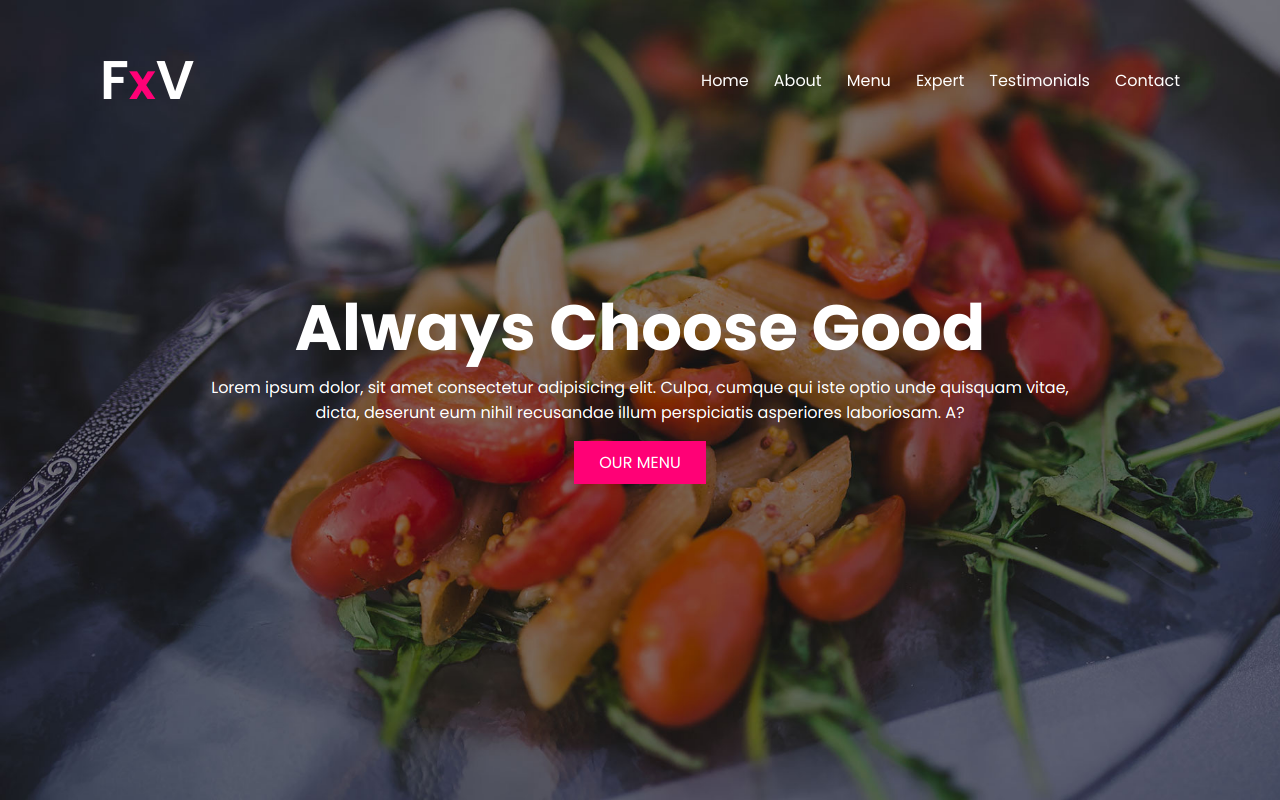 FxV
Home About Menu Expert Testimonials Contact
Always Choose Good
Lorem ipsum dolor, sit amet consectetur adipisicing elit. Culpa, cumque qui iste optio unde quisquam vitae,
dicta, deserunt eum nihil recusandae illum perspiciatis asperiores laboriosam. A?
OUR MENU